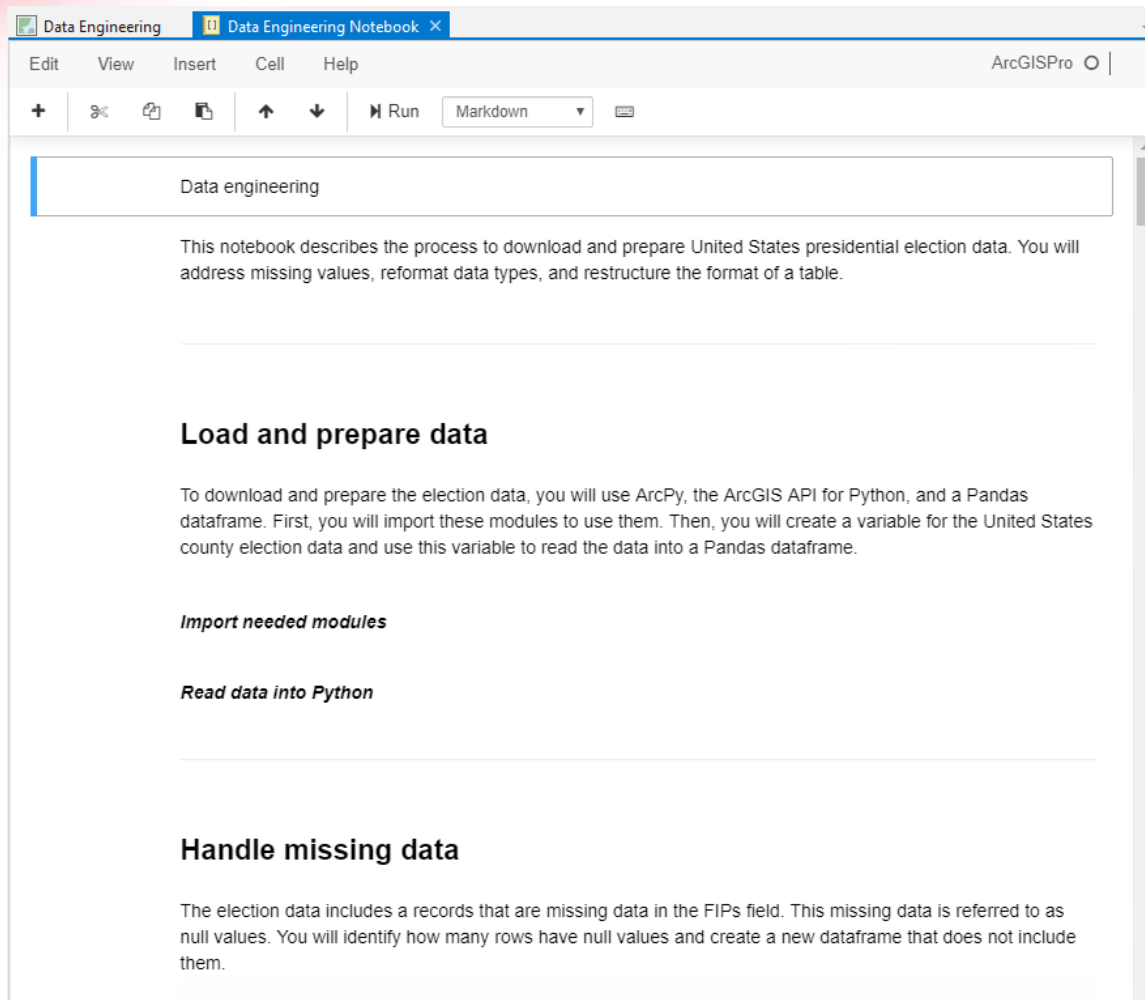 Data Engineering Data Engineering Notebook
Edit View Insert Cell Help ArcGISPro
Run Markdown
Data engineering
This notebook describes the process to download and prepare United States presidential election data. You will
address missing values, reformat data types, and restructure the format of a table.
Load and prepare data
To download and prepare the election data, you will use ArcPy, the ArcGIS API for Python, and a Pandas
dataframe. First, you will import these modules to use them. Then, you will create a variable for the United States
county election data and use this variable to read the data into a Pandas dataframe.
Import needed modules
Read data into Python
Handle missing data
The election data includes a records that are missing data in the FIPs field. This missing data is referred to as
null values. You will identify how many rows have null values and create a new dataframe that does not include
them.